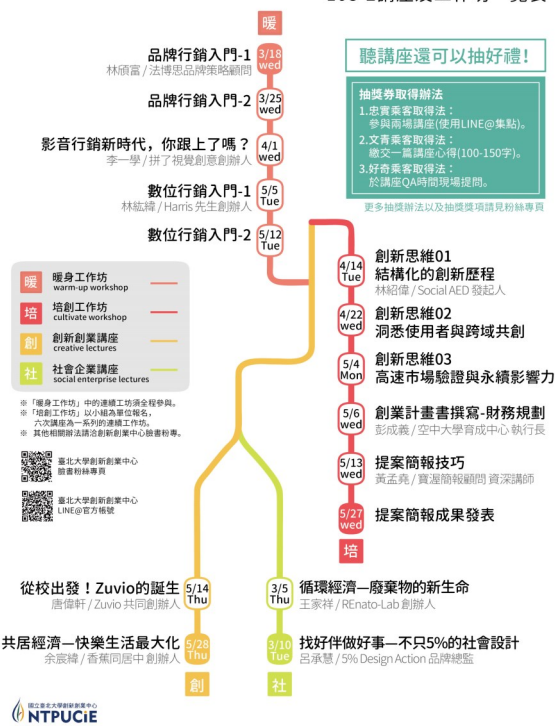 暖
品牌行銷入門-1
林頎富 / 法博思品牌策略顧問
3/18
wed
品牌行銷入門-2
3/25
wed
影音行銷新時代，你跟上了嗎？
李一學 / 拼了視覺創意創辦人
4/1
wed
數位行銷入門-1
林紘緯 / Harris 先生創辦人
5/5
Tue
數位行銷入門-2
5/12
Tue
聽講座還可以抽好禮！
抽獎券取得辦法
1.忠實乘客取得法：
參與兩場講座(使用LINE@集點)。
2.文青乘客取得法：
繳交一篇講座心得(100-150字)。
3.好奇乘客取得法：
於講座QA時間現場提問。
更多抽獎辦法以及抽獎獎項請見粉絲專頁
暖 暖身工作坊
warm-up workshop
培 培創工作坊
cultivate workshop
創 創新創業講座
creative lectures
社 社會企業講座
social enterprise lectures
※「暖身工作坊」中的連續工坊須全程參與。
※「培創工作坊」以小組為單位報名，
六次講座為一系列的連續工作坊。
※ 其他相關辦法請洽創新創業中心臉書粉專。
臺北大學創新創業中心
臉書粉絲專頁
臺北大學創新創業中心
LINE@官方帳號
4/14
Tue
創新思維01
結構化的創新歷程
林紹偉 / Social AED 發起人
4/22
wed
創新思維02
洞悉使用者與跨域共創
5/4
Mon
創新思維03
高速市場驗證與永續影響力
5/6
wed
創業計畫書撰寫-財務規劃
彭成義 / 空中大學育成中心 執行長
5/13
wed
提案簡報技巧
黃孟堯 / 寶渥簡報顧問 資深講師
5/27
wed
提案簡報成果發表
培
從校出發！Zuvio的誕生
唐偉軒 / Zuvio 共同創辦人
5/14
Thu
共居經濟—快樂生活最大化
余宸緯 / 香蕉同居中 創辦人
5/28
Thu
創
3/5
Thu
循環經濟—廢棄物的新生命
王家祥 / REnato-Lab 創辦人
3/10
Tue
找好伴做好事—不只5%的社會設計
呂承慧 / 5% Design Action 品牌總監
社
國立臺北大學創新創業中心
NTPUCiE